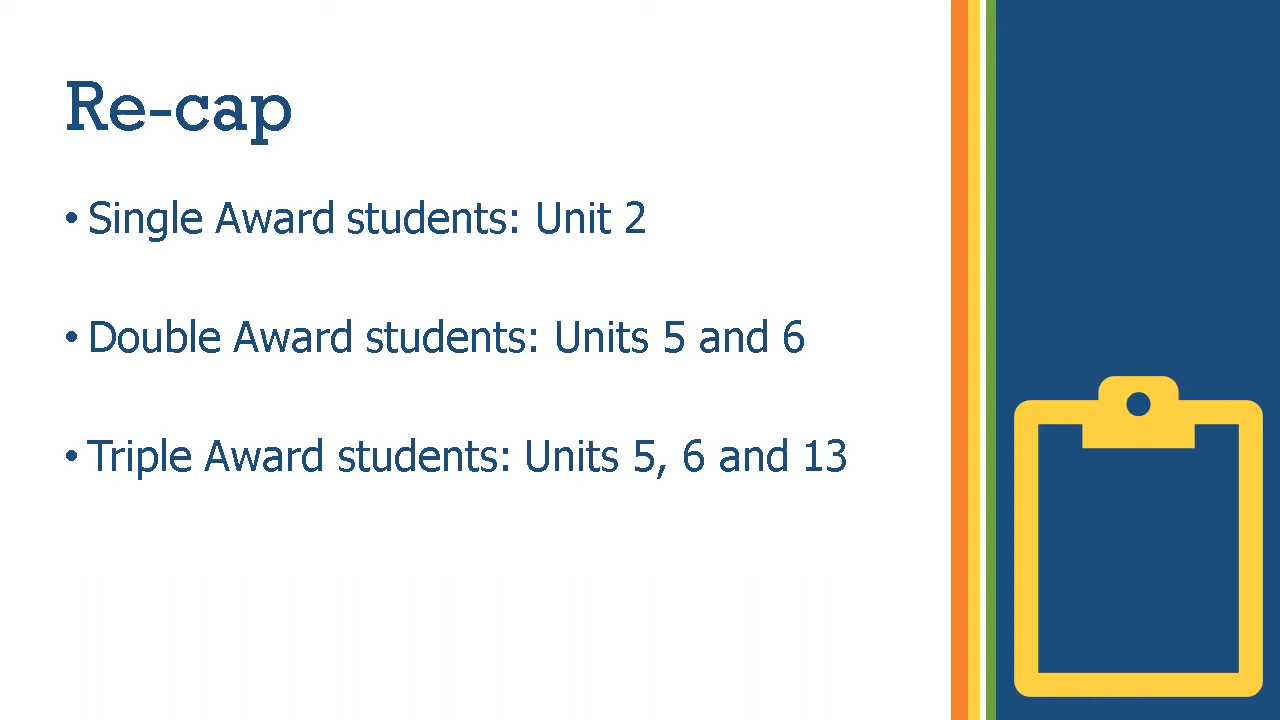 Re-cap
• Single Award students: Unit 2
• Double Award students: Units 5 and 6
• Triple Award students: Units 5, 6 and 13